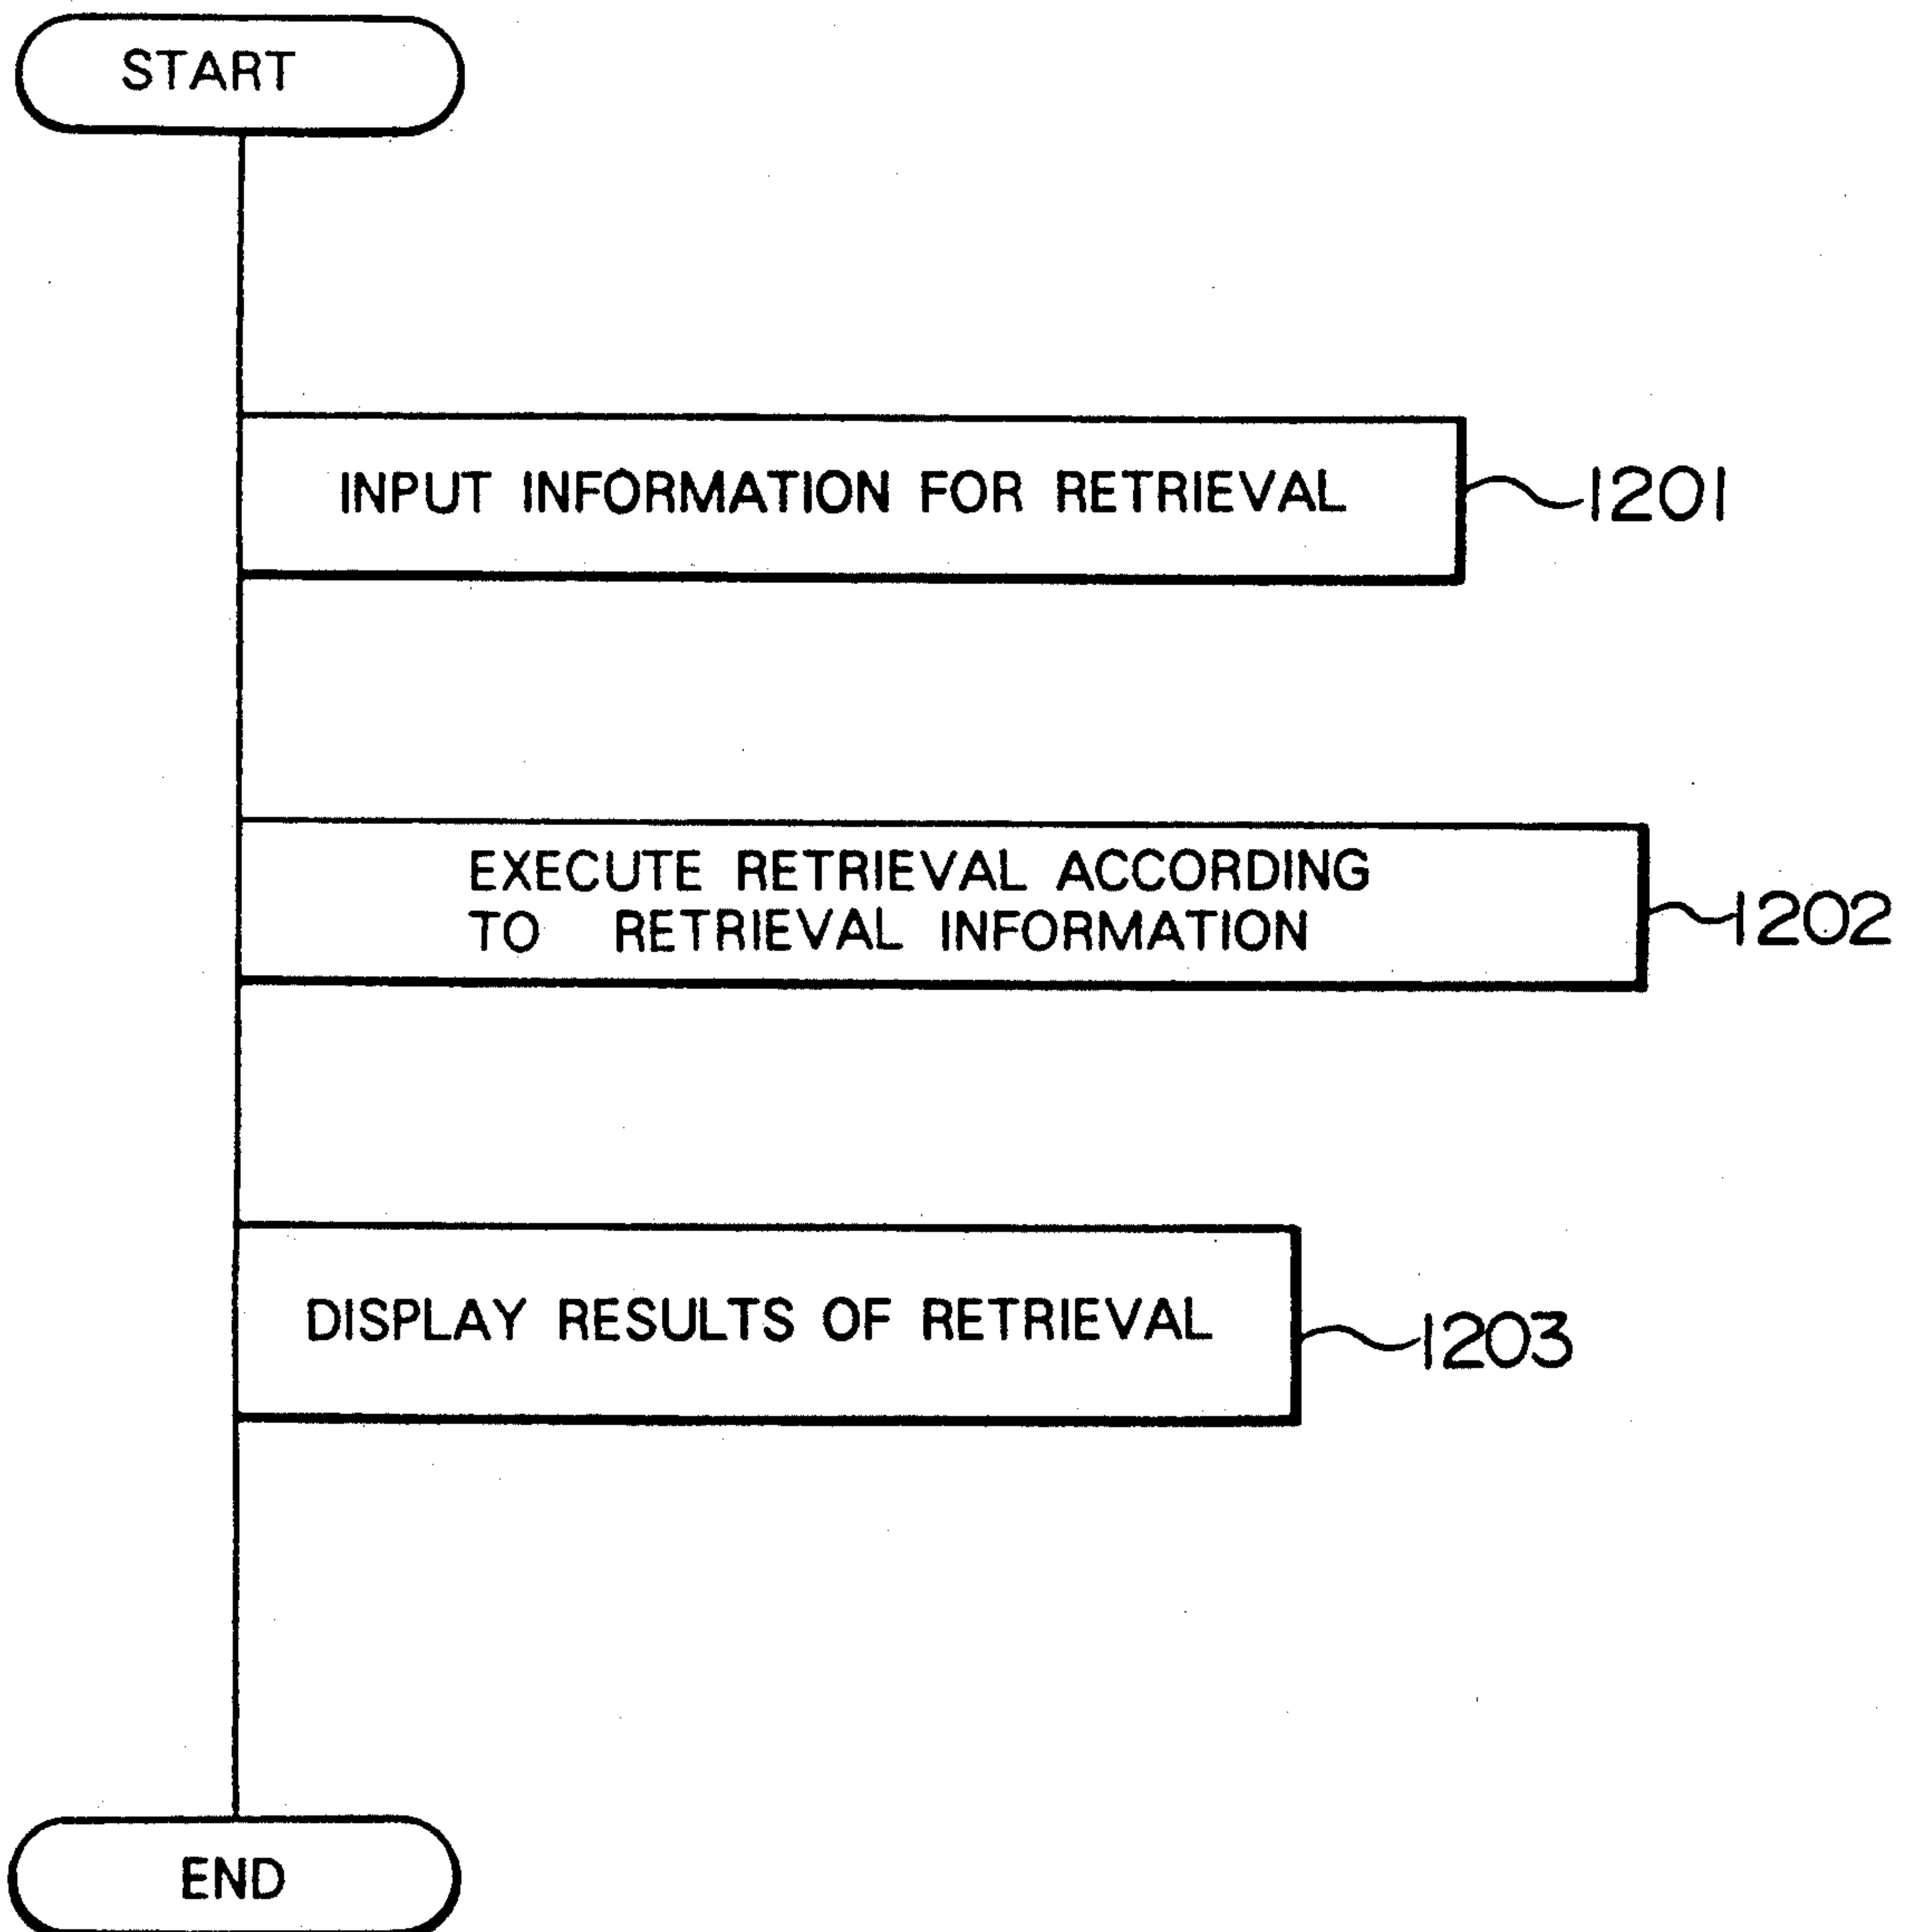 START
INPUT INFORMATION FOR RETRIEVAL
1201
EXECUTE RETRIEVAL ACCORDING
TO RETRIEVAL INFORMATION
1202
DISPLAY RESULTS OF RETRIEVAL
1203
END